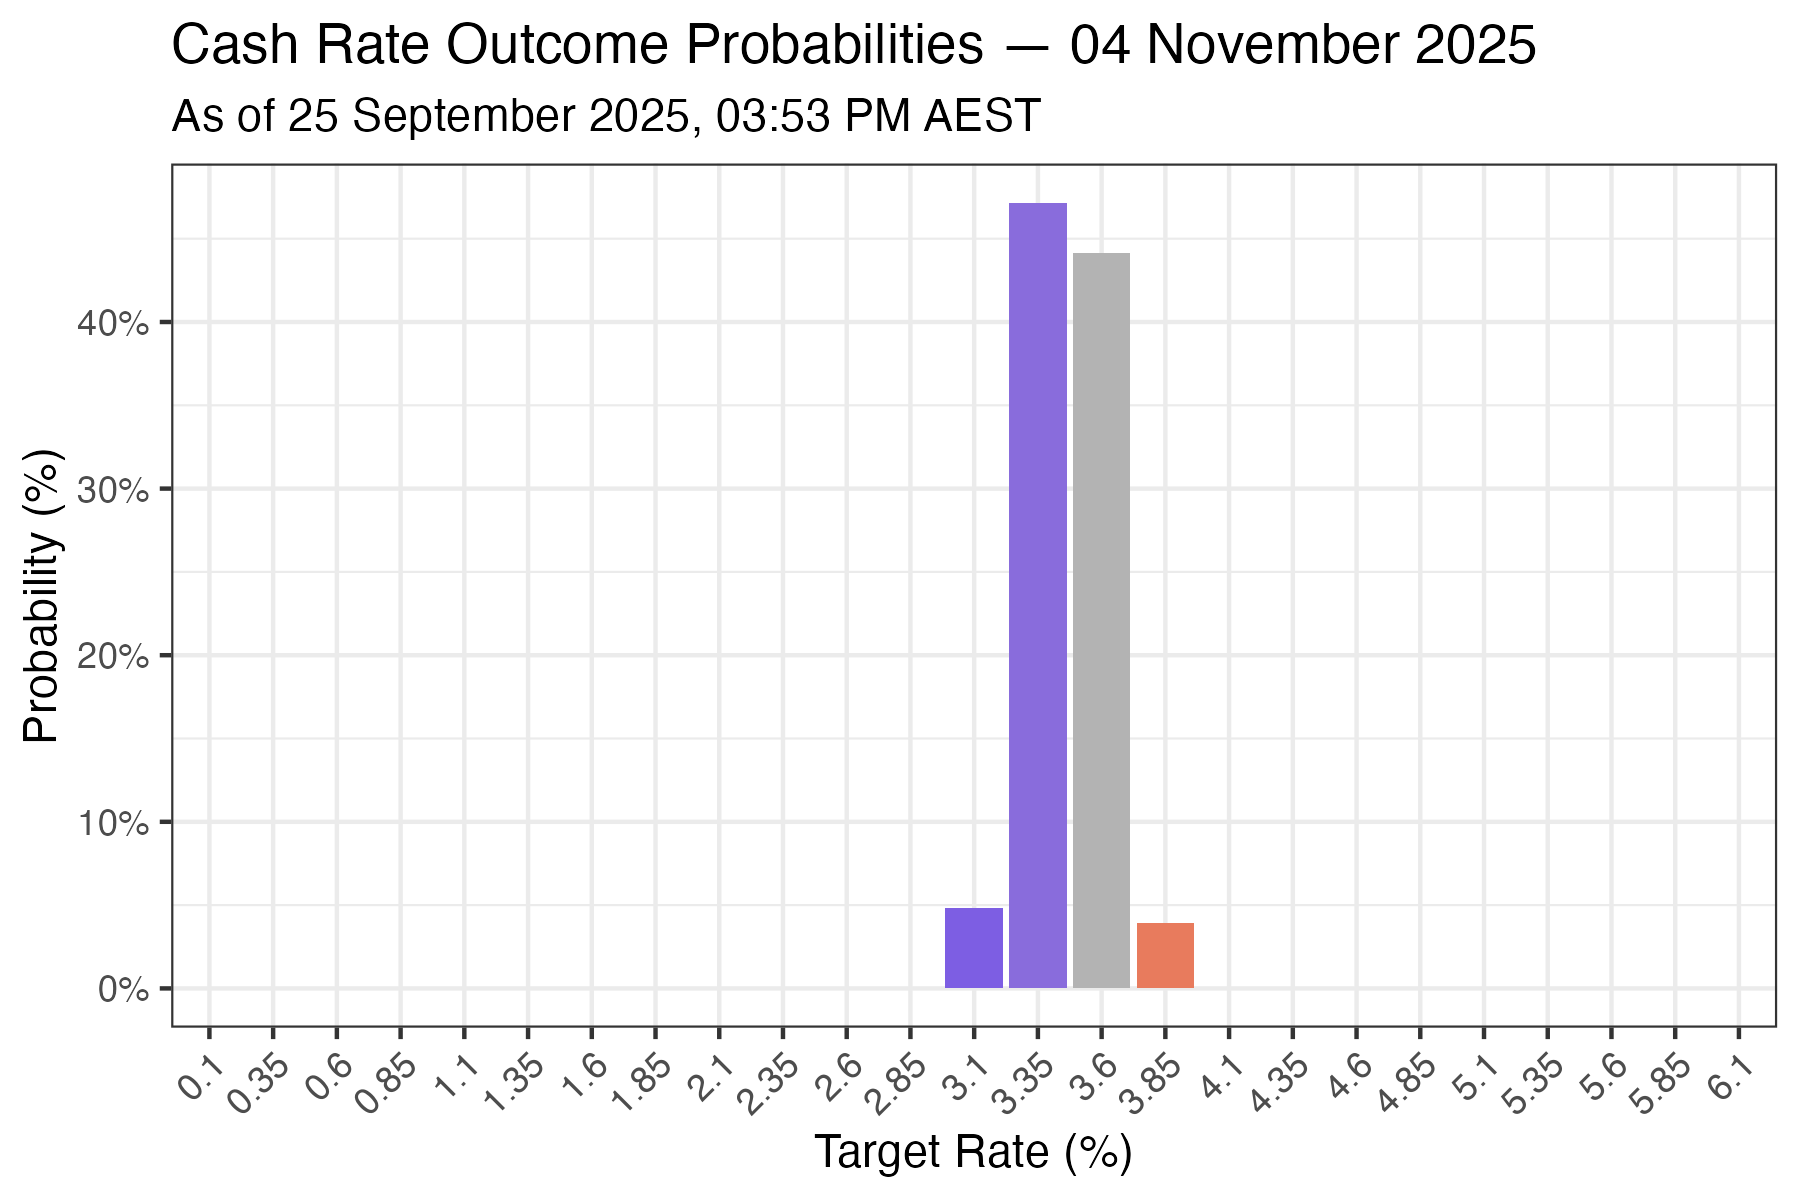 Cash Rate Outcome Probabilities — 04 November 2025
As of 25 September 2025, 03:53 PM AEST
Probability (%)
40%
30%
20%
10%
0%
0.1 0.35 0.6 0.85 1.1 1.35 1.6 1.85 2.1 2.35 2.6 2.85 3.1 3.35 3.6 3.85 4.1 4.35 4.6 4.85 5.1 5.35 5.6 5.85 6.1
Target Rate (%)